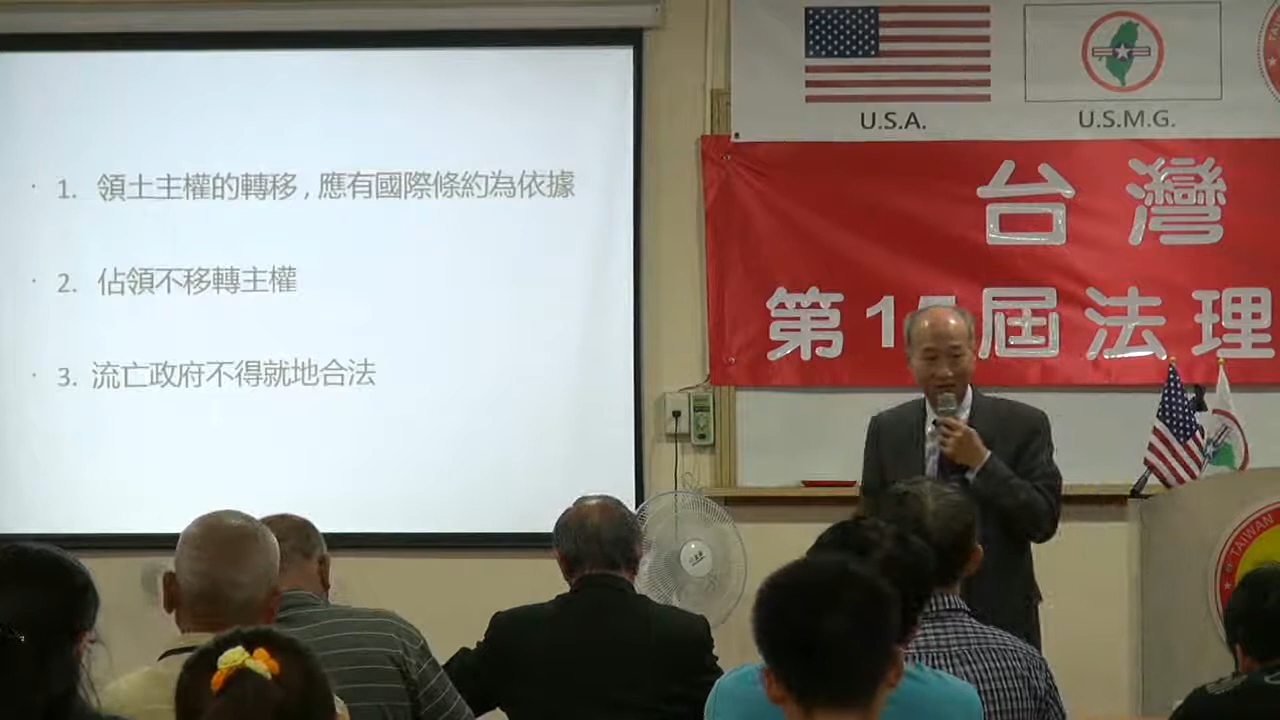 1. 領土主權的轉移 , 應有國際條約為依據
2. 佔領不移轉主權
3. 流亡政府不得就地合法
U.S.A.
U.S.M.G.
台灣
第1 屆法理
TAIWAN